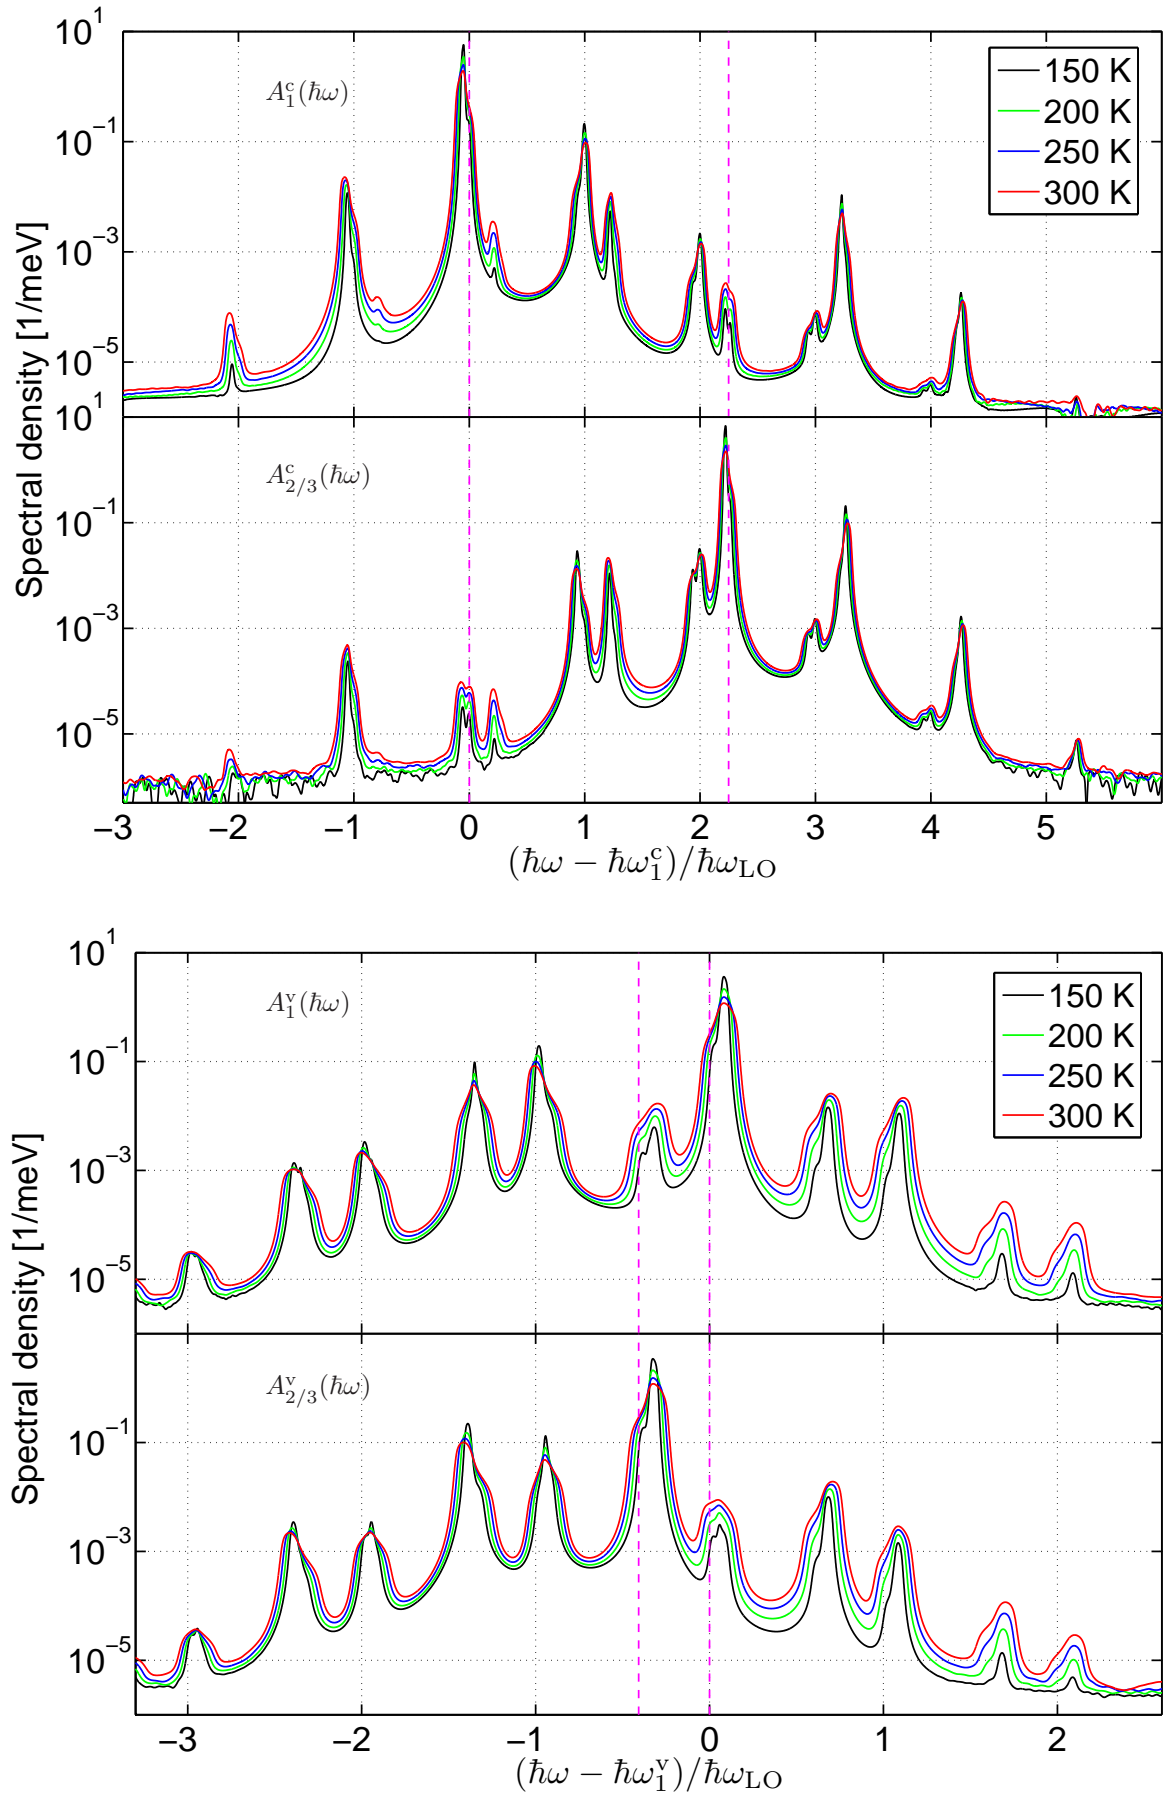 10^1
A_1^c(ħω)
150 K
200 K
250 K
300 K
10^−1
10^−3
10^−5
Spectral density [1/meV]
10^1
A_{2/3}^c(ħω)
10^−1
10^−3
10^−5
−3 −2 −1 0 1 2 3 4 5
(ħω − ħω_1^c)/ħω_LO
10^1
A_1^v(ħω)
150 K
200 K
250 K
300 K
10^−1
10^−3
10^−5
Spectral density [1/meV]
A_{2/3}^v(ħω)
10^−1
10^−3
10^−5
−3 −2 −1 0 1 2
(ħω − ħω_1^v)/ħω_LO